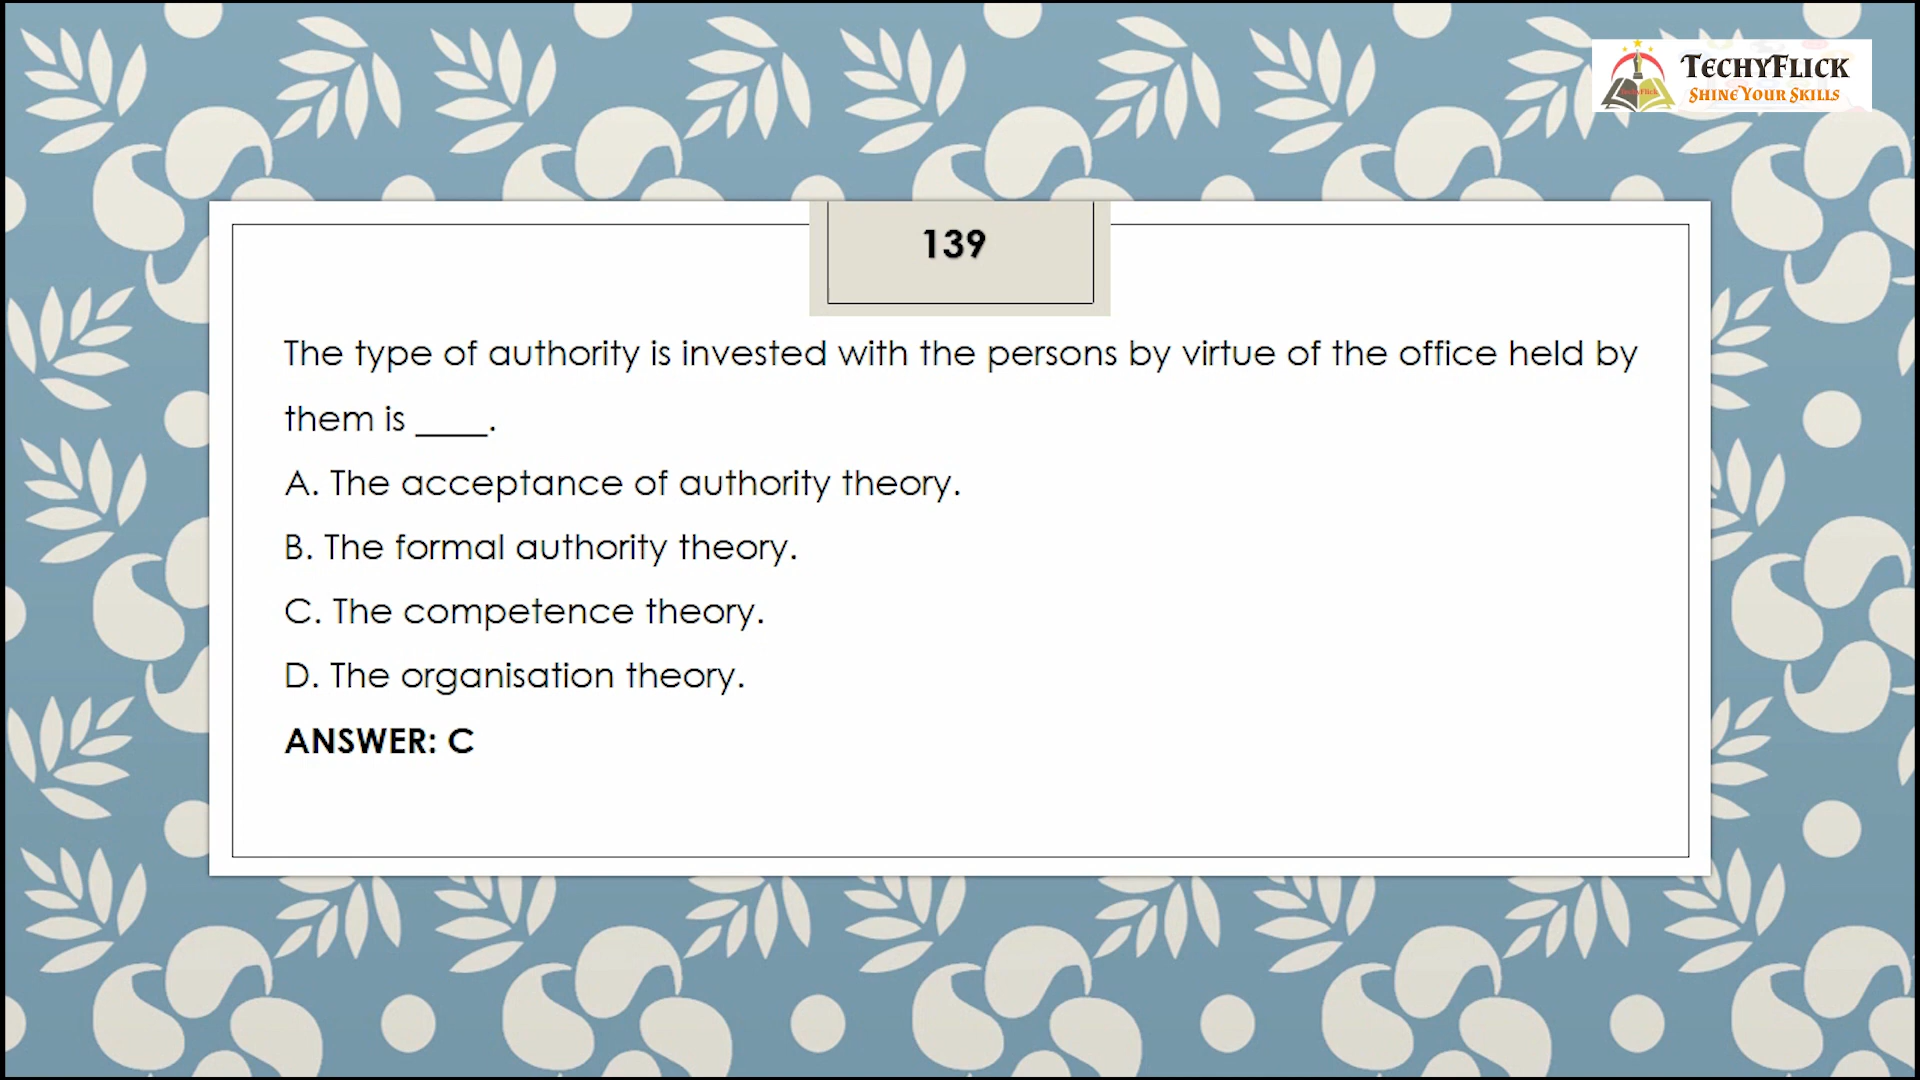 TECHYFLICK
SHINE YOUR SKILLS
139
The type of authority is invested with the persons by virtue of the office held by
them is ____.
A. The acceptance of authority theory.
B. The formal authority theory.
C. The competence theory.
D. The organisation theory.
ANSWER: C